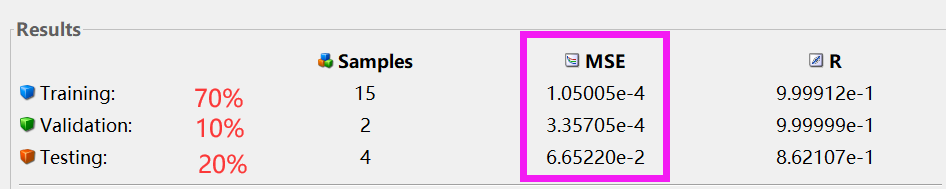 Results
Samples MSE R
Training: 70% 15 1.05005e-4 9.99912e-1
Validation: 10% 2 3.35705e-4 9.99999e-1
Testing: 20% 4 6.65220e-2 8.62107e-1